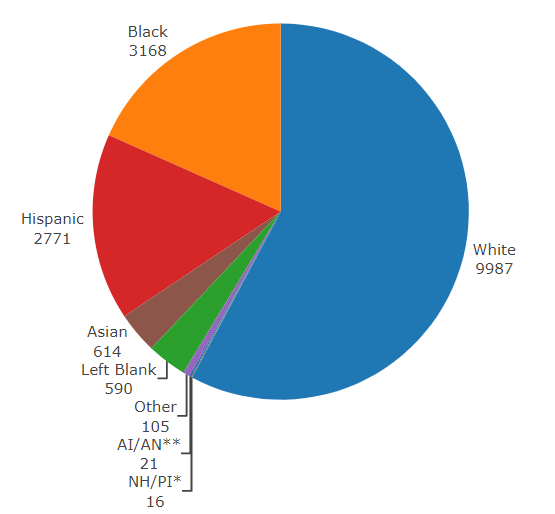 Black
3168
White
9987
Hispanic
2771
Asian
614
Left Blank
590
Other
105
AI/AN**
21
NH/PI*
16